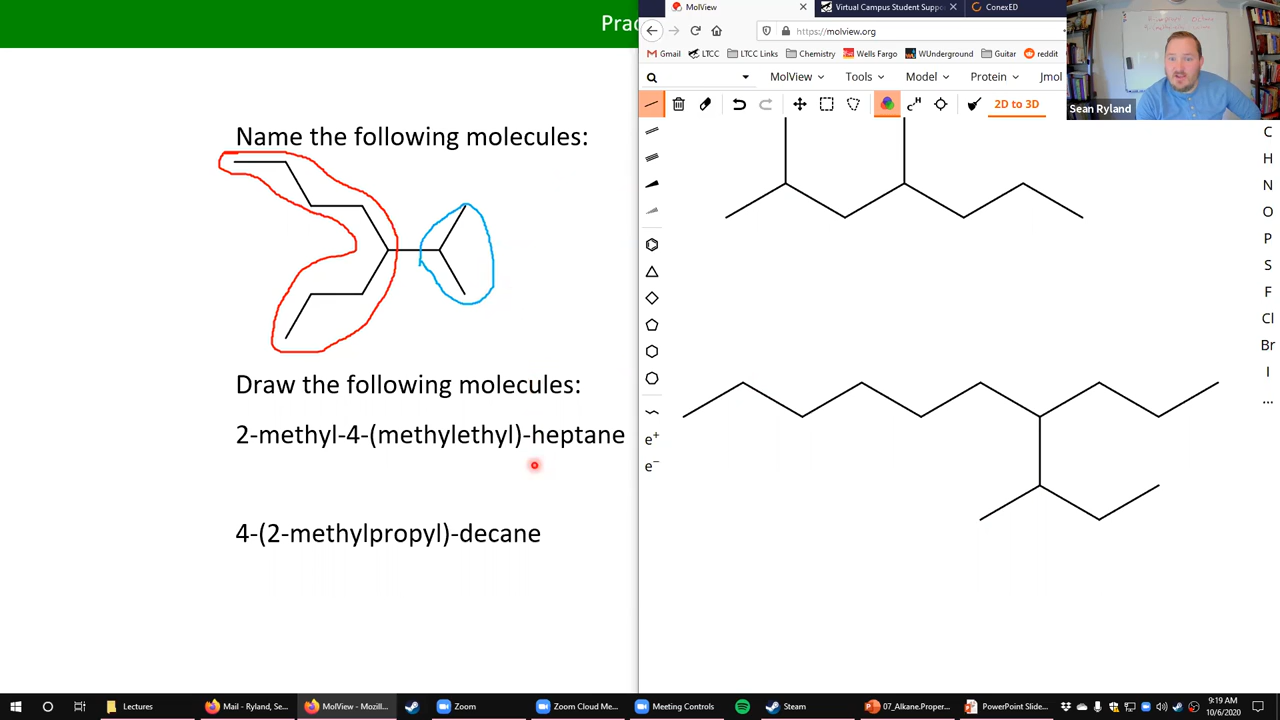 Prac
MolView
Virtual Campus Student Suppo
ConexED
https://molview.org
Gmail LTCC LTCC Links Chemistry Wells Fargo WUnderground Guitar reddit
MolView Tools Model Protein Jmol
2D to 3D
Sean Ryland
Name the following molecules:
Draw the following molecules:
2-methyl-4-(methylethyl)-heptane
4-(2-methylpropyl)-decane
C
H
N
O
P
S
F
Cl
Br
I
...
e+
e−
Lectures
Mail - Ryland, Se...
MolView - Mozill...
Zoom
Zoom Cloud Me...
Meeting Controls
Steam
07_Alkane.Proper...
PowerPoint Slide...
9:19 AM
10/6/2020